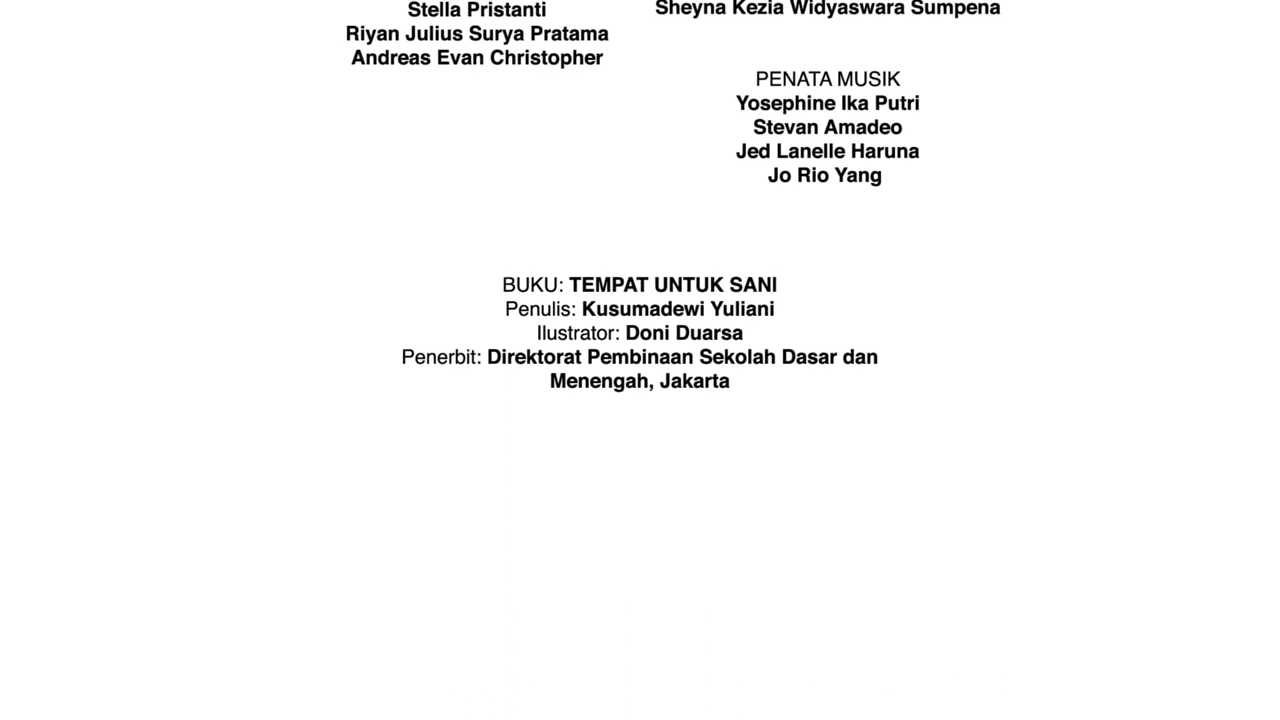 Stella Pristanti
Riyan Julius Surya Pratama
Andreas Evan Christopher
Sheyna Kezia Widyaswara Sumpena
PENATA MUSIK
Yosephine Ika Putri
Stevan Amadeo
Jed Lanelle Haruna
Jo Rio Yang
BUKU: TEMPAT UNTUK SANI
Penulis: Kusumadewi Yuliani
Ilustrator: Doni Duarsa
Penerbit: Direktorat Pembinaan Sekolah Dasar dan
Menengah, Jakarta